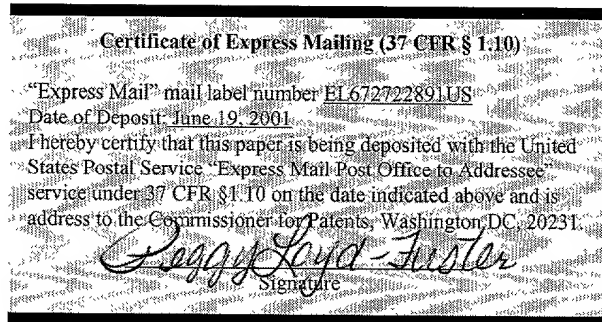 Certificate of Express Mailing (37 CFR § 1.10)
“Express Mail” mail label number EL672722891US
Date of Deposit: June 19, 2001
I hereby certify that this paper is being deposited with the United
States Postal Service “Express Mail Post Office to Addressee”
service under 37 CFR §1.10 on the date indicated above and is
address to the Commissioner for Patents, Washington, DC, 20231.
Peggy Loyd-Fuster
Signature